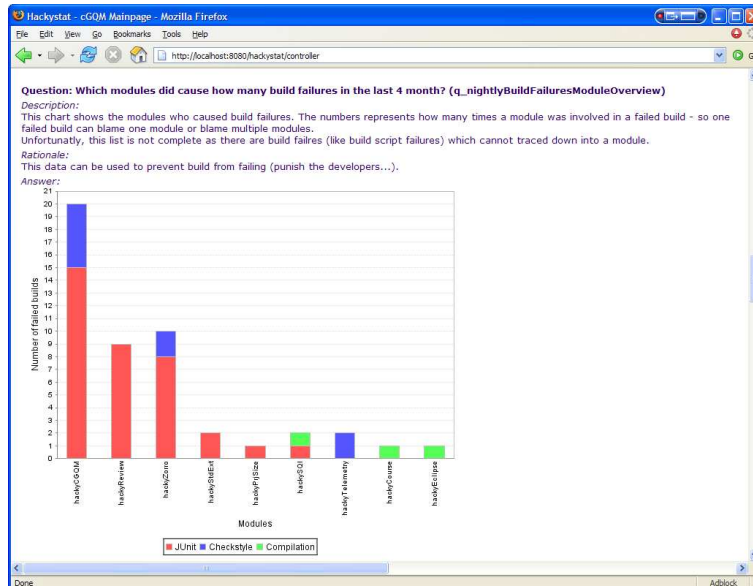 Hackystat - cGQM Mainpage - Mozilla Firefox
File Edit View Go Bookmarks Tools Help
http://localhost:8080/hackystat/controller
G
Question: Which modules did cause how many build failures in the last 4 month? (q_nightlyBuildFailuresModuleOverview)
Description:
This chart shows the modules who caused build failures. The numbers represents how many times a module was involved in a failed build - so one
failed build can blame one module or blame multiple modules.
Unfortunatly, this list is not complete as there are build failres (like build script failures) which cannot traced down into a module.
Rationale:
This data can be used to prevent build from failing (punish the developers...).
Answer:
21
20
19
18
17
16
15
14
13
12
11
10
9
8
7
6
5
4
3
2
1
0
Number of failed builds
hackyCGQM
hackyReview
hackyZorro
hackyStdExt
hackyPrjSize
hackySQI
hackyTelemetry
hackyCourse
hackyEclipse
Modules
JUnit Checkstyle Compilation
Done
Adblock